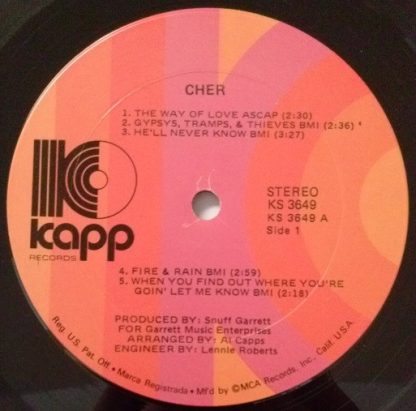 CHER
1. THE WAY OF LOVE ASCAP (2:30)
2. GYPSYS, TRAMPS, & THIEVES BMI (2:36)
3. HE'LL NEVER KNOW BMI (3:27)
kapp
RECORDS
STEREO
KS 3649
KS 3649 A
Side 1
4. FIRE & RAIN BMI (2:59)
5. WHEN YOU FIND OUT WHERE YOU'RE
GOIN' LET ME KNOW BMI (2:18)
PRODUCED BY: Snuff Garrett
FOR Garrett Music Enterprises
ARRANGED BY: Al Capps
ENGINEER BY: Lennie Roberts
Reg. U.S. Pat. Off. • Marca Registrada • Mf'd by ©MCA Records, Inc., Calif. U.S.A.